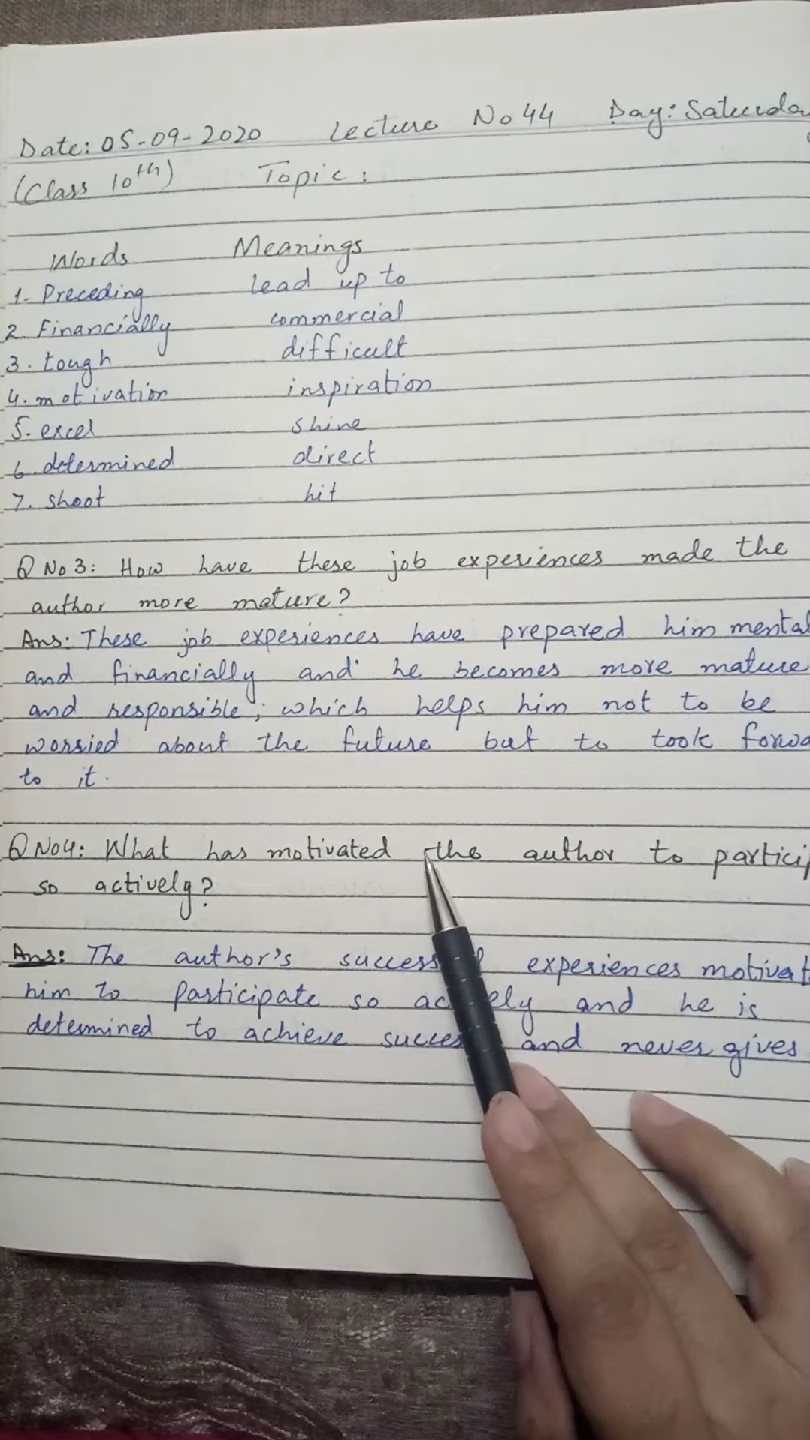 Date: 05-09-2020 Lecture No 44 Day: Saturda
(Class 10th) Topic:
Words Meanings
1. Preceding lead up to
2. Financially commercial
3. tough difficult
4. motivation inspiration
5. excel shine
6. determined direct
7. shoot hit
Q No 3: How have these job experiences made the
author more mature?
Ans: These job experiences have prepared him mental
and financially and he becomes more mature
and responsible, which helps him not to be
worried about the future but to took forwa
to it.
Q No4: What has motivated the author to particip
so actively?
Ans: The author's success experiences motivat
him to participate so and he is
determined to achieve succes and never gives